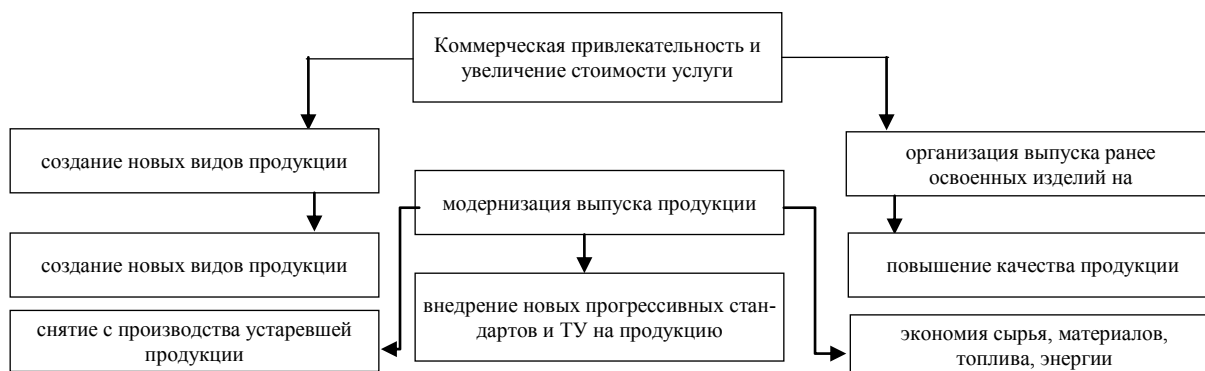 Коммерческая привлекательность и
увеличение стоимости услуги
создание новых видов продукции
организация выпуска ранее
освоенных изделий на
модернизация выпуска продукции
создание новых видов продукции
повышение качества продукции
внедрение новых прогрессивных стан-
дартов и ТУ на продукцию
снятие с производства устаревшей
продукции
экономия сырья, материалов,
топлива, энергии